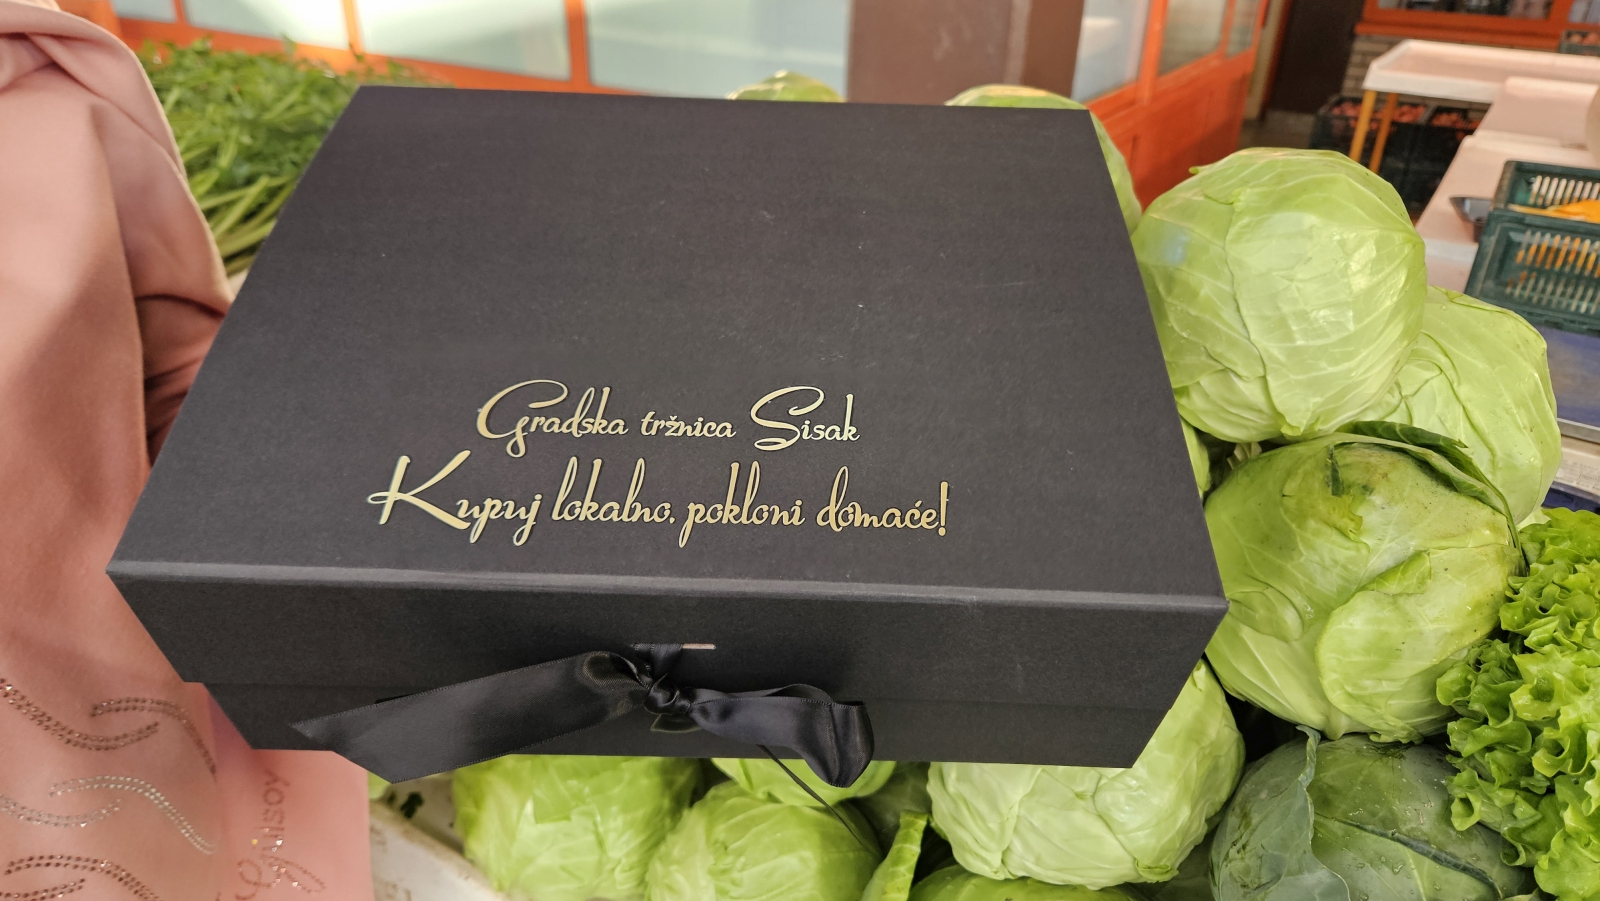 Gradska tržnica Sisak
Kupuj lokalno, pokloni domaće!